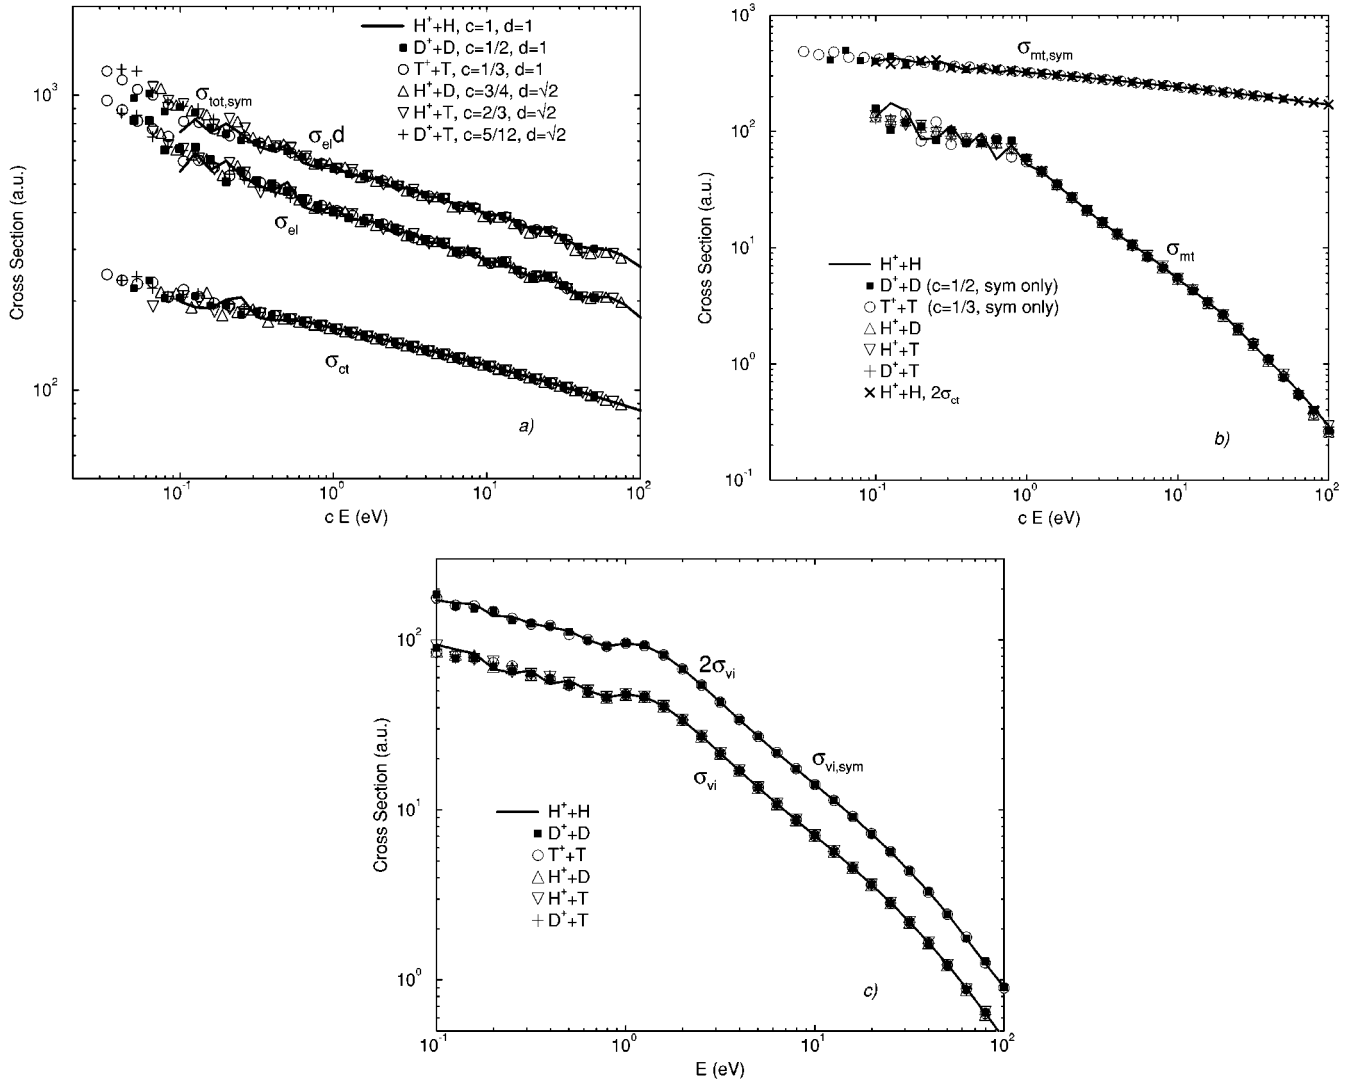 H⁺+H, c=1, d=1
D⁺+D, c=1/2, d=1
T⁺+T, c=1/3, d=1
H⁺+D, c=3/4, d=√2
H⁺+T, c=2/3, d=√2
D⁺+T, c=5/12, d=√2
σtot,sym
σel d
σel
σct
a)
10³
10²
Cross Section (a.u.)
10⁻¹ 10⁰ 10¹ 10²
c E (eV)
10³
10²
10¹
10⁰
10⁻¹
Cross Section (a.u.)
σmt,sym
σmt
H⁺+H
D⁺+D (c=1/2, sym only)
T⁺+T (c=1/3, sym only)
H⁺+D
H⁺+T
D⁺+T
H⁺+H, 2σct
b)
10⁻¹ 10⁰ 10¹ 10²
c E (eV)
10²
10¹
10⁰
Cross Section (a.u.)
2σvi
σvi,sym
σvi
H⁺+H
D⁺+D
T⁺+T
H⁺+D
H⁺+T
D⁺+T
c)
10⁻¹ 10⁰ 10¹ 10²
E (eV)